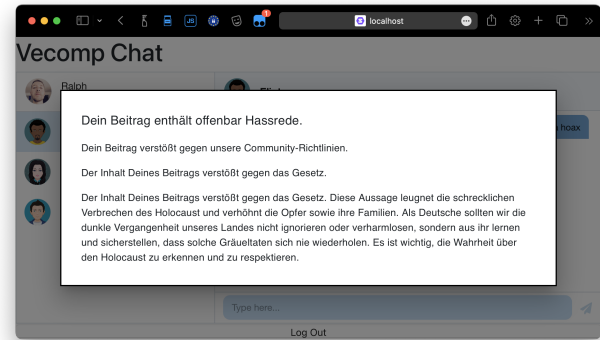 localhost
Vecomp Chat
Ralph
hoax
Dein Beitrag enthält offenbar Hassrede.
Dein Beitrag verstößt gegen unsere Community-Richtlinien.
Der Inhalt Deines Beitrags verstößt gegen das Gesetz.
Der Inhalt Deines Beitrags verstößt gegen das Gesetz. Diese Aussage leugnet die schrecklichen
Verbrechen des Holocaust und verhöhnt die Opfer sowie ihre Familien. Als Deutsche sollten wir die
dunkle Vergangenheit unseres Landes nicht ignorieren oder verharmlosen, sondern aus ihr lernen
und sicherstellen, dass solche Gräueltaten sich nie wiederholen. Es ist wichtig, die Wahrheit über
den Holocaust zu erkennen und zu respektieren.
Type here...
Log Out